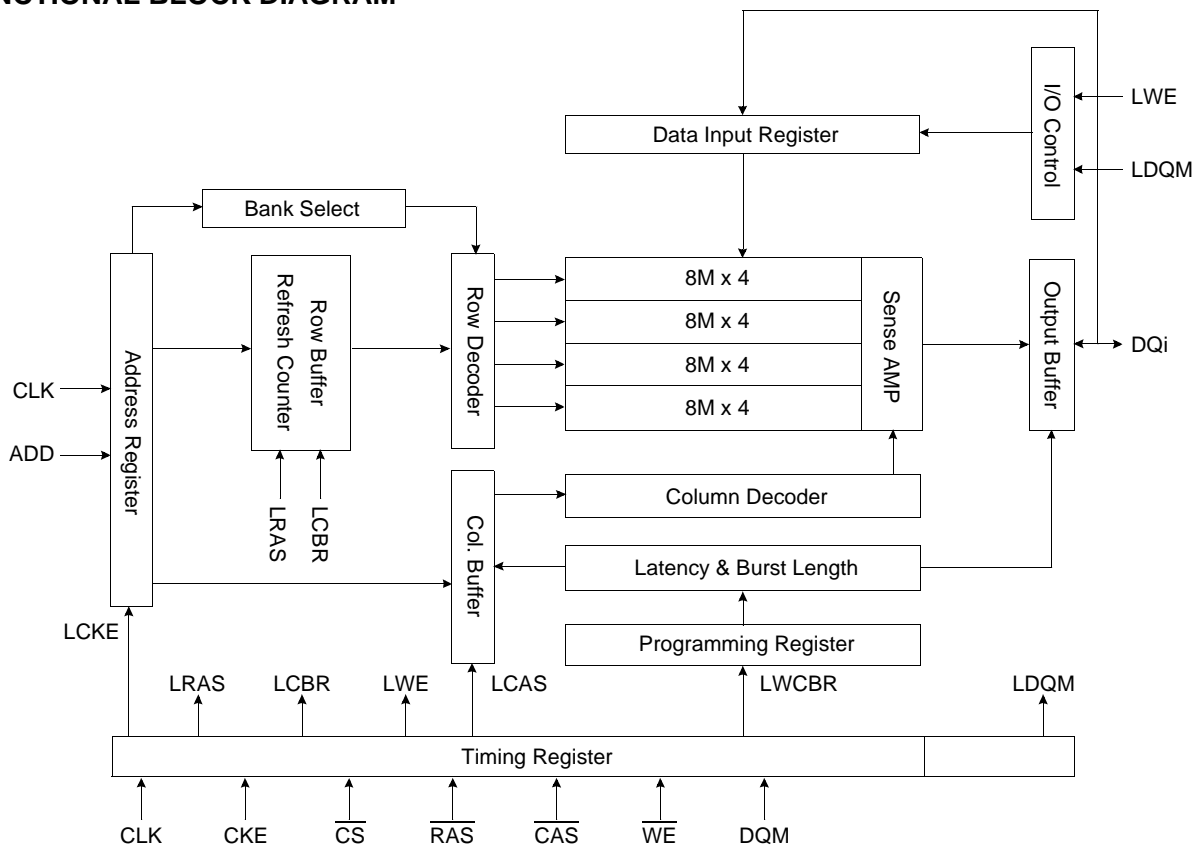 NCTIONAL BLOCK DIAGRAM
LWE
I/O Control
Data Input Register
LDQM
Bank Select
8M x 4
8M x 4
8M x 4
8M x 4
Row Buffer
Refresh Counter
Row Decoder
Sense AMP
Output Buffer
DQi
Address Register
CLK
ADD
Column Decoder
LRAS
LCBR
Col. Buffer
Latency & Burst Length
LCKE
Programming Register
LRAS
LCBR
LWE
LCAS
LWCBR
LDQM
Timing Register
CLK
CKE
CS
RAS
CAS
WE
DQM